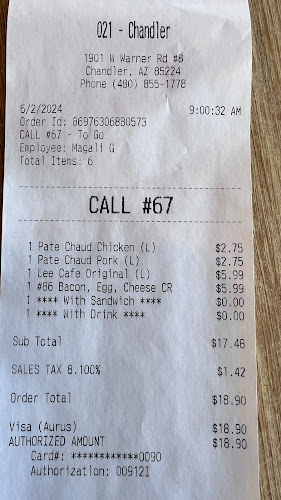 021 - Chandler
1901 W Warner Rd #8
Chandler, AZ 85224
Phone (480) 855-1778
6/2/2024 9:00:32 AM
Order Id: 86976306880573
CALL #67 - To Go
Employee: Magali G
Total Items: 6
CALL #67
1 Pate Chaud Chicken (L) $2.75
1 Pate Chaud Pork (L) $2.75
1 Lee Cafe Original (L) $5.99
1 #86 Bacon, Egg, Cheese CR $5.99
1 **** With Sandwich **** $0.00
1 **** With Drink **** $0.00
Sub Total $17.48
SALES TAX 8.100% $1.42
Order Total $18.90
Visa (Aurus) $18.90
AUTHORIZED AMOUNT $18.90
Card#: ************0090
Authorization: 00912I